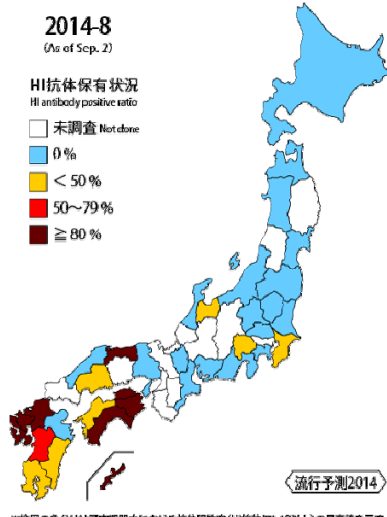 2014-8
(As of Sep. 2)
HI抗体保有状況
HI antibody positive ratio
未調査 Not done
0 %
< 50 %
50～79 %
≧ 80 %
流行予測2014